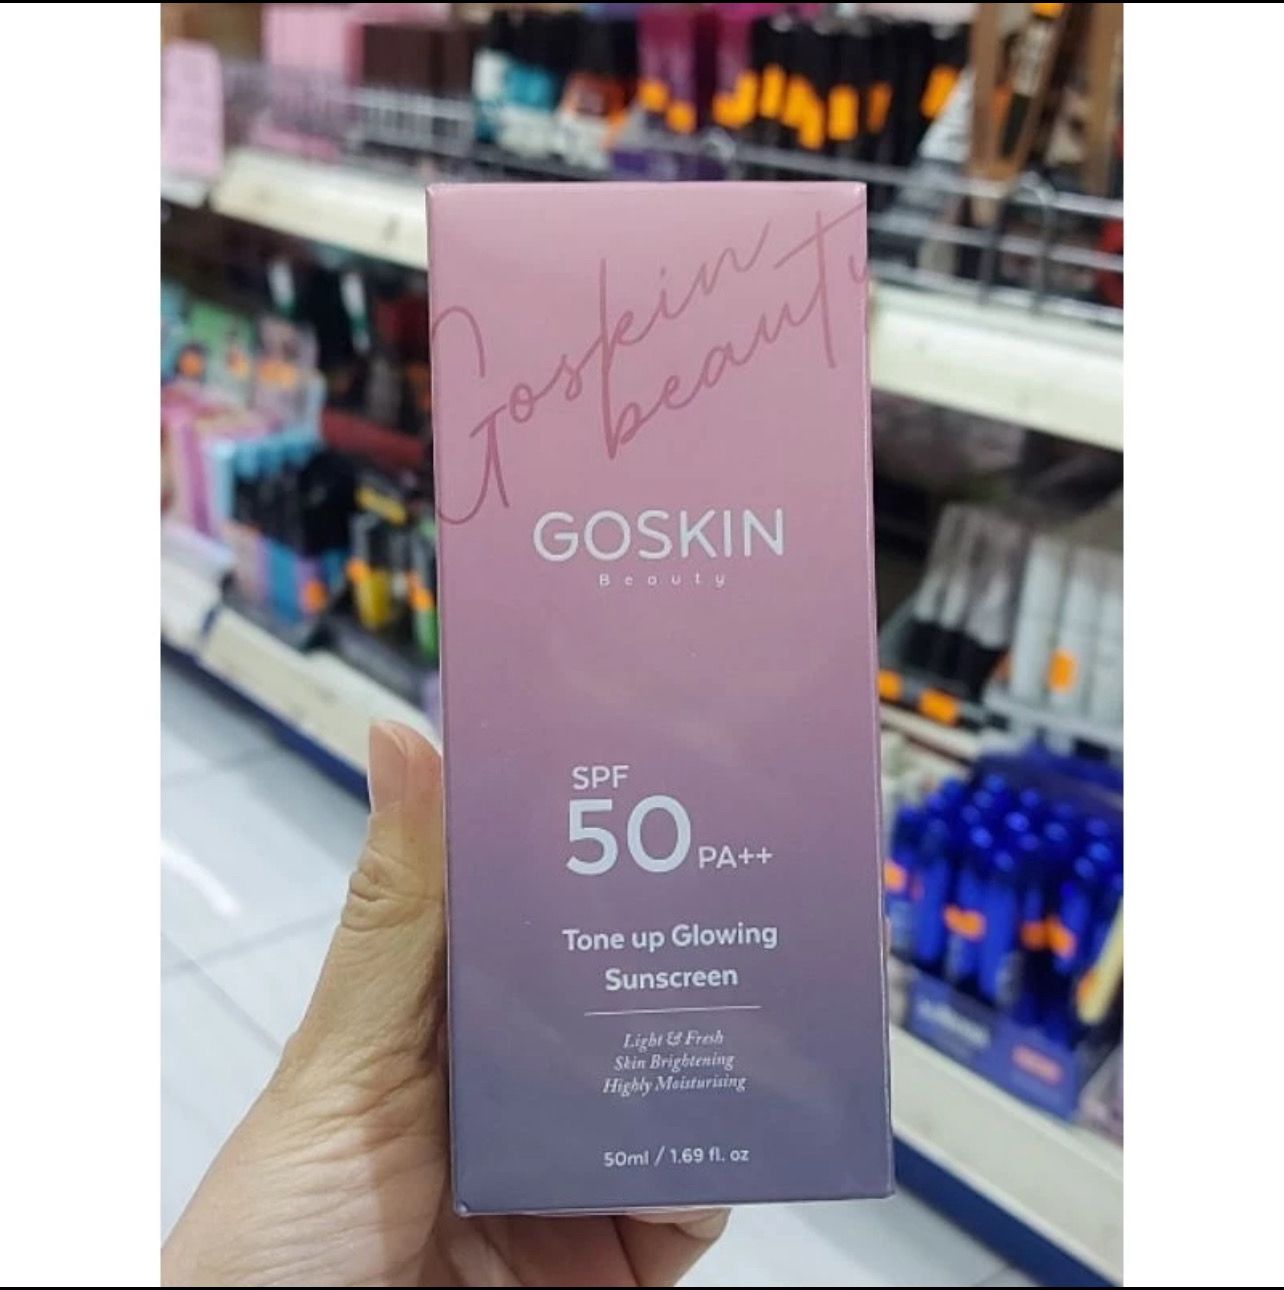 Goskin
beauty
GOSKIN
Beauty
SPF
50 PA++
Tone up Glowing
Sunscreen
Light & Fresh
Skin Brightening
Highly Moisturising
50ml / 1.69 fl. oz